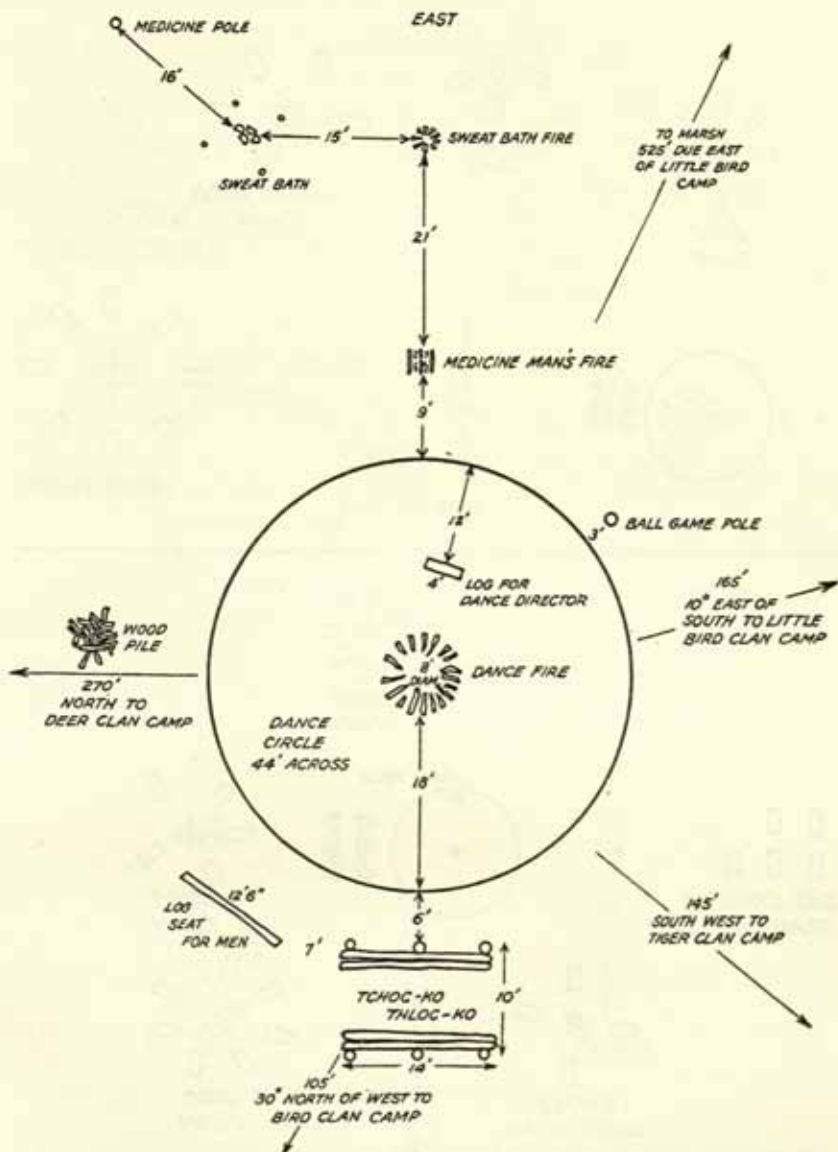 EAST
MEDICINE POLE
16'
15'
SWEAT BATH FIRE
SWEAT BATH
TO MARSH
525' DUE EAST
OF LITTLE BIRD
CAMP
21'
MEDICINE MAN'S FIRE
9'
12'
3'
BALL GAME POLE
4'
LOG FOR
DANCE DIRECTOR
165'
10° EAST OF
SOUTH TO LITTLE
BIRD CLAN CAMP
WOOD
PILE
8'
DIAM
DANCE FIRE
270'
NORTH TO
DEER CLAN CAMP
DANCE
CIRCLE
44' ACROSS
18'
12'6"
LOG
SEAT
FOR MEN
6'
145'
SOUTH WEST TO
TIGER CLAN CAMP
7'
TCHOC-KO
THLOC-KO
10'
14'
105'
30° NORTH OF WEST TO
BIRD CLAN CAMP